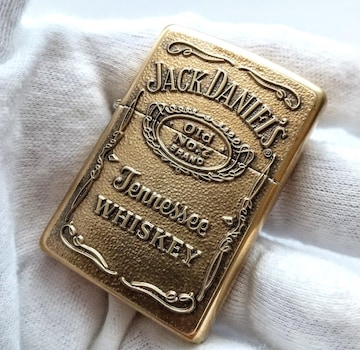 JACK DANIEL'S
Old
No.7
BRAND
Tennessee
WHISKEY